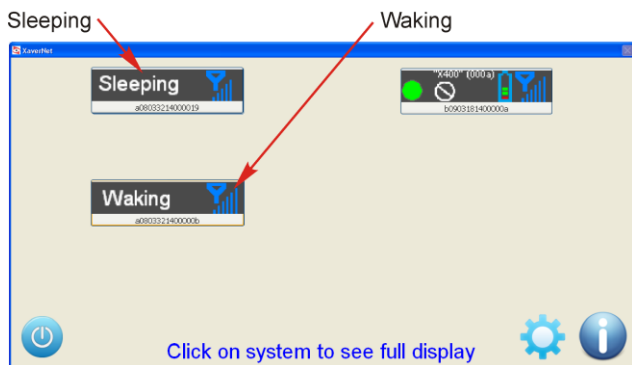 Sleeping
Waking
XaverNet
Sleeping
a08033214000019
"X400" (000a)
b0903181400000a
Waking
a0803321400000b
Click on system to see full display